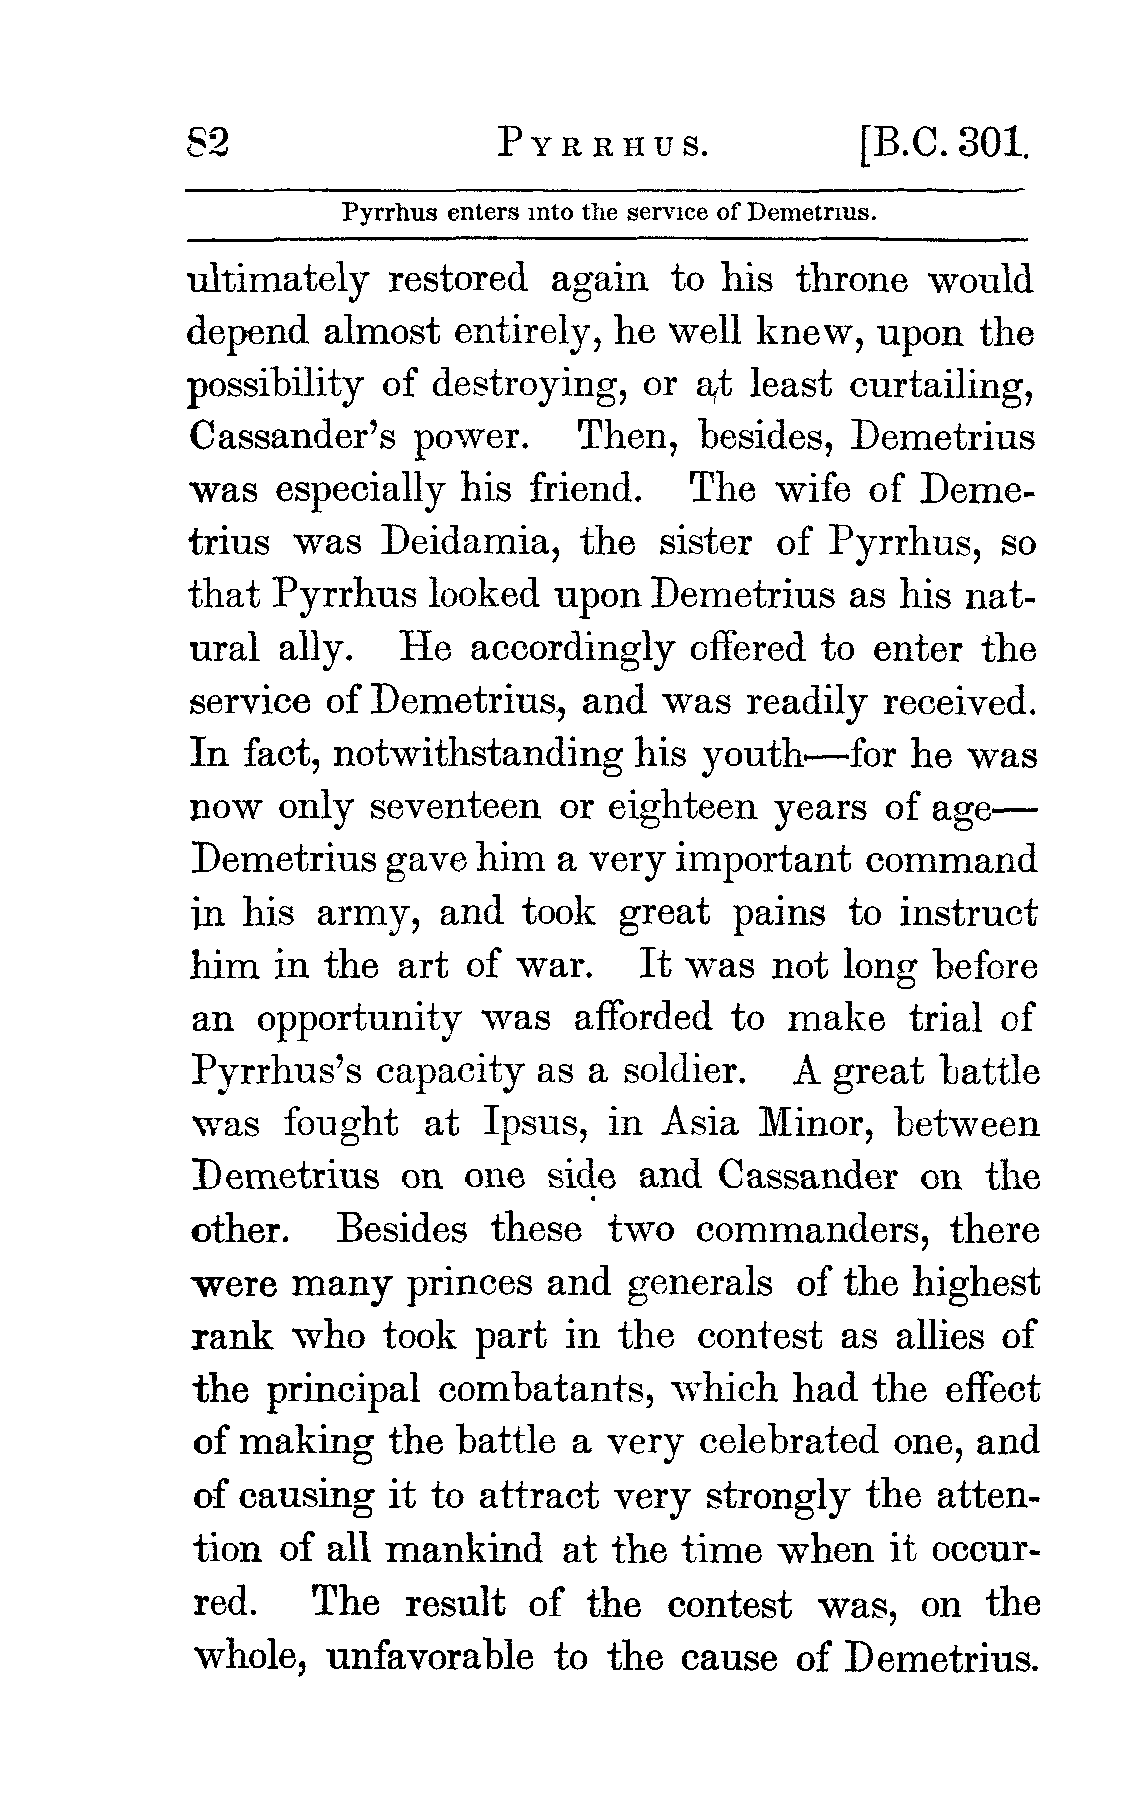 82 PYRRHUS. [B.C. 301.
Pyrrhus enters into the service of Demetrius.
ultimately restored again to his throne would
depend almost entirely, he well knew, upon the
possibility of destroying, or at least curtailing,
Cassander's power. Then, besides, Demetrius
was especially his friend. The wife of Deme-
trius was Deidamia, the sister of Pyrrhus, so
that Pyrrhus looked upon Demetrius as his nat-
ural ally. He accordingly offered to enter the
service of Demetrius, and was readily received.
In fact, notwithstanding his youth—for he was
now only seventeen or eighteen years of age—
Demetrius gave him a very important command
in his army, and took great pains to instruct
him in the art of war. It was not long before
an opportunity was afforded to make trial of
Pyrrhus's capacity as a soldier. A great battle
was fought at Ipsus, in Asia Minor, between
Demetrius on one side and Cassander on the
other. Besides these two commanders, there
were many princes and generals of the highest
rank who took part in the contest as allies of
the principal combatants, which had the effect
of making the battle a very celebrated one, and
of causing it to attract very strongly the atten-
tion of all mankind at the time when it occur-
red. The result of the contest was, on the
whole, unfavorable to the cause of Demetrius.